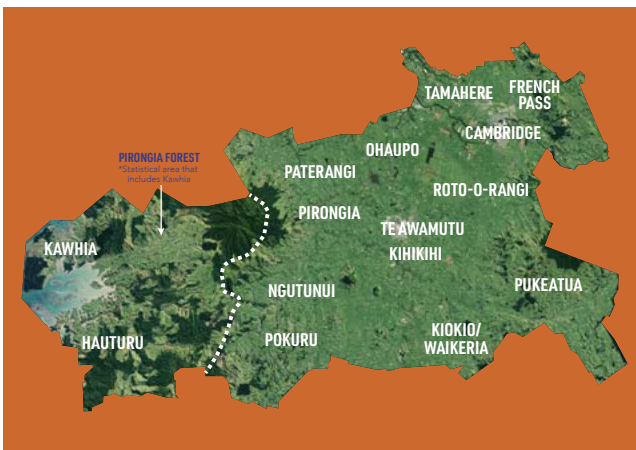 TAMAHERE
FRENCH
PASS
CAMBRIDGE
OHAUPO
PIRONGIA FOREST
*Statistical area that
includes Kawhia
PATERANGI
ROTO-O-RANGI
PIRONGIA
TE AWAMUTU
KAWHIA
KIHIKIHI
PUKEATUA
NGUTUNUI
KIOKIO/
WAIKERIA
HAUTURU
POKURU